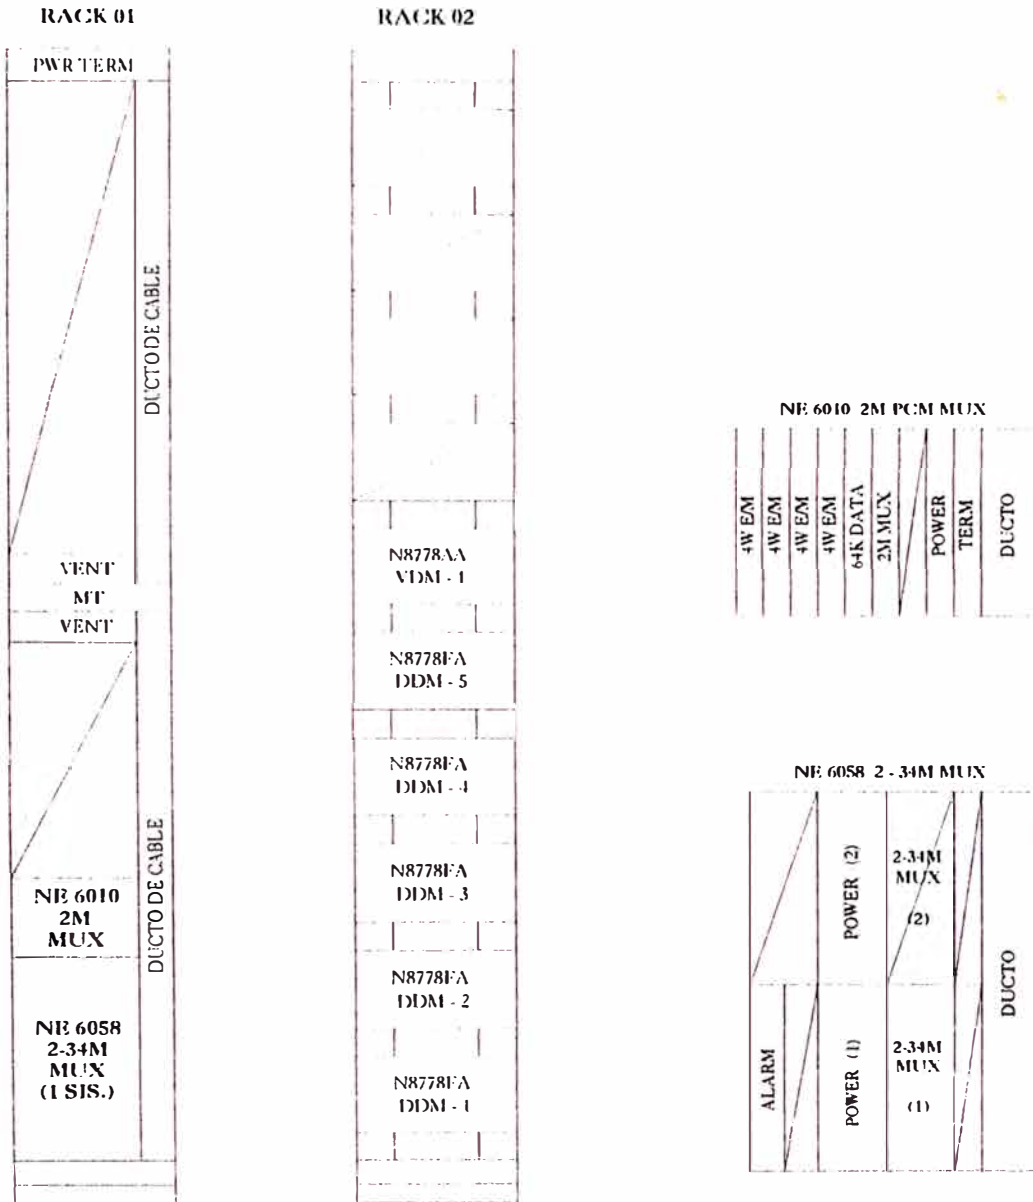 RACK 01
PWR TERM
DUCTO DE CABLE
VENT
MT
VENT
DUCTO DE CABLE
NE 6010
2M
MUX
NE 6058
2-34M
MUX
(1 SIS.)
RACK 02
N8778AA
VDM - 1
N8778FA
DDM - 5
N8778FA
DDM - 4
N8778FA
DDM - 3
N8778FA
DDM - 2
N8778FA
DDM - 1
NE 6010 2M PCM MUX
4W E/M
4W E/M
4W E/M
4W E/M
64K DATA
2M MUX
POWER
TERM
DUCTO
NE 6058 2 - 34M MUX
POWER (2)
2-34M
MUX
(2)
ALARM
POWER (1)
2-34M
MUX
(1)
DUCTO